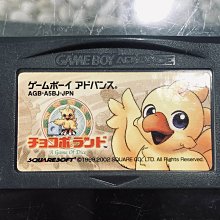 GAME BOY ADVANCE
ゲームボーイ アドバンス®
AGB-A5BJ-JPN
チョコボランド
A Game Of Dice
SQUARESOFT
©1999,2002 SQUARE CO., LTD. All Rights Reserved.